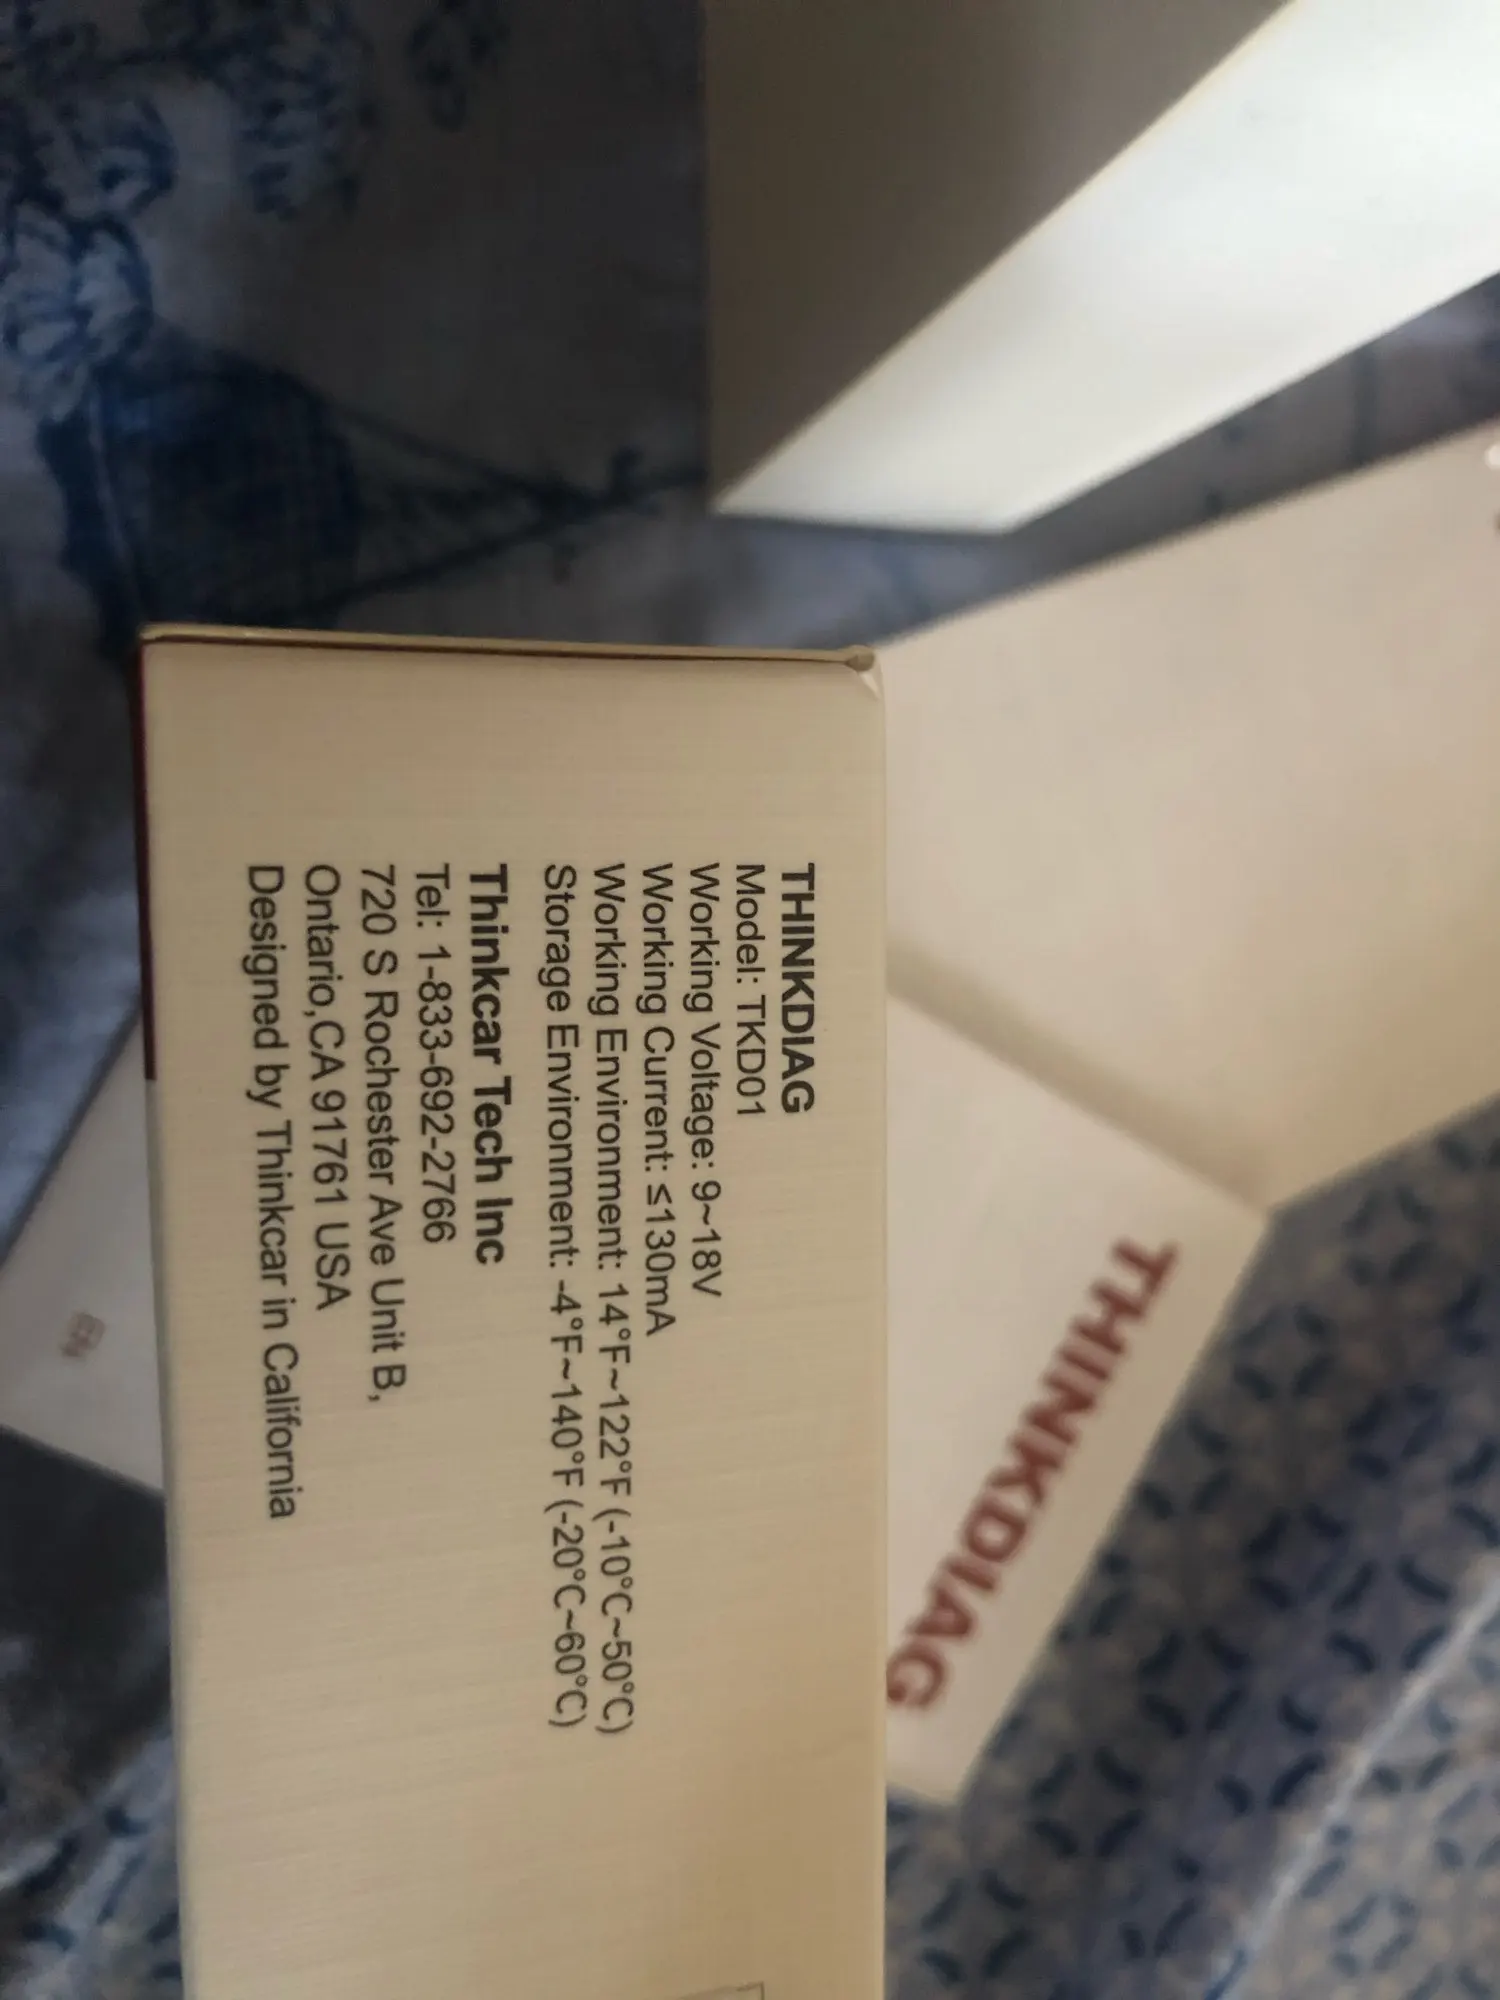 THINKDIAG
Model: TKD01
Working Voltage: 9~18V
Working Current: ≤130mA
Working Environment: 14°F~122°F (-10°C~50°C)
Storage Environment: -4°F~140°F (-20°C~60°C)
Thinkcar Tech Inc
Tel: 1-833-692-2766
720 S Rochester Ave Unit B,
Ontario,CA 91761 USA
Designed by Thinkcar in California
THINKDIAG